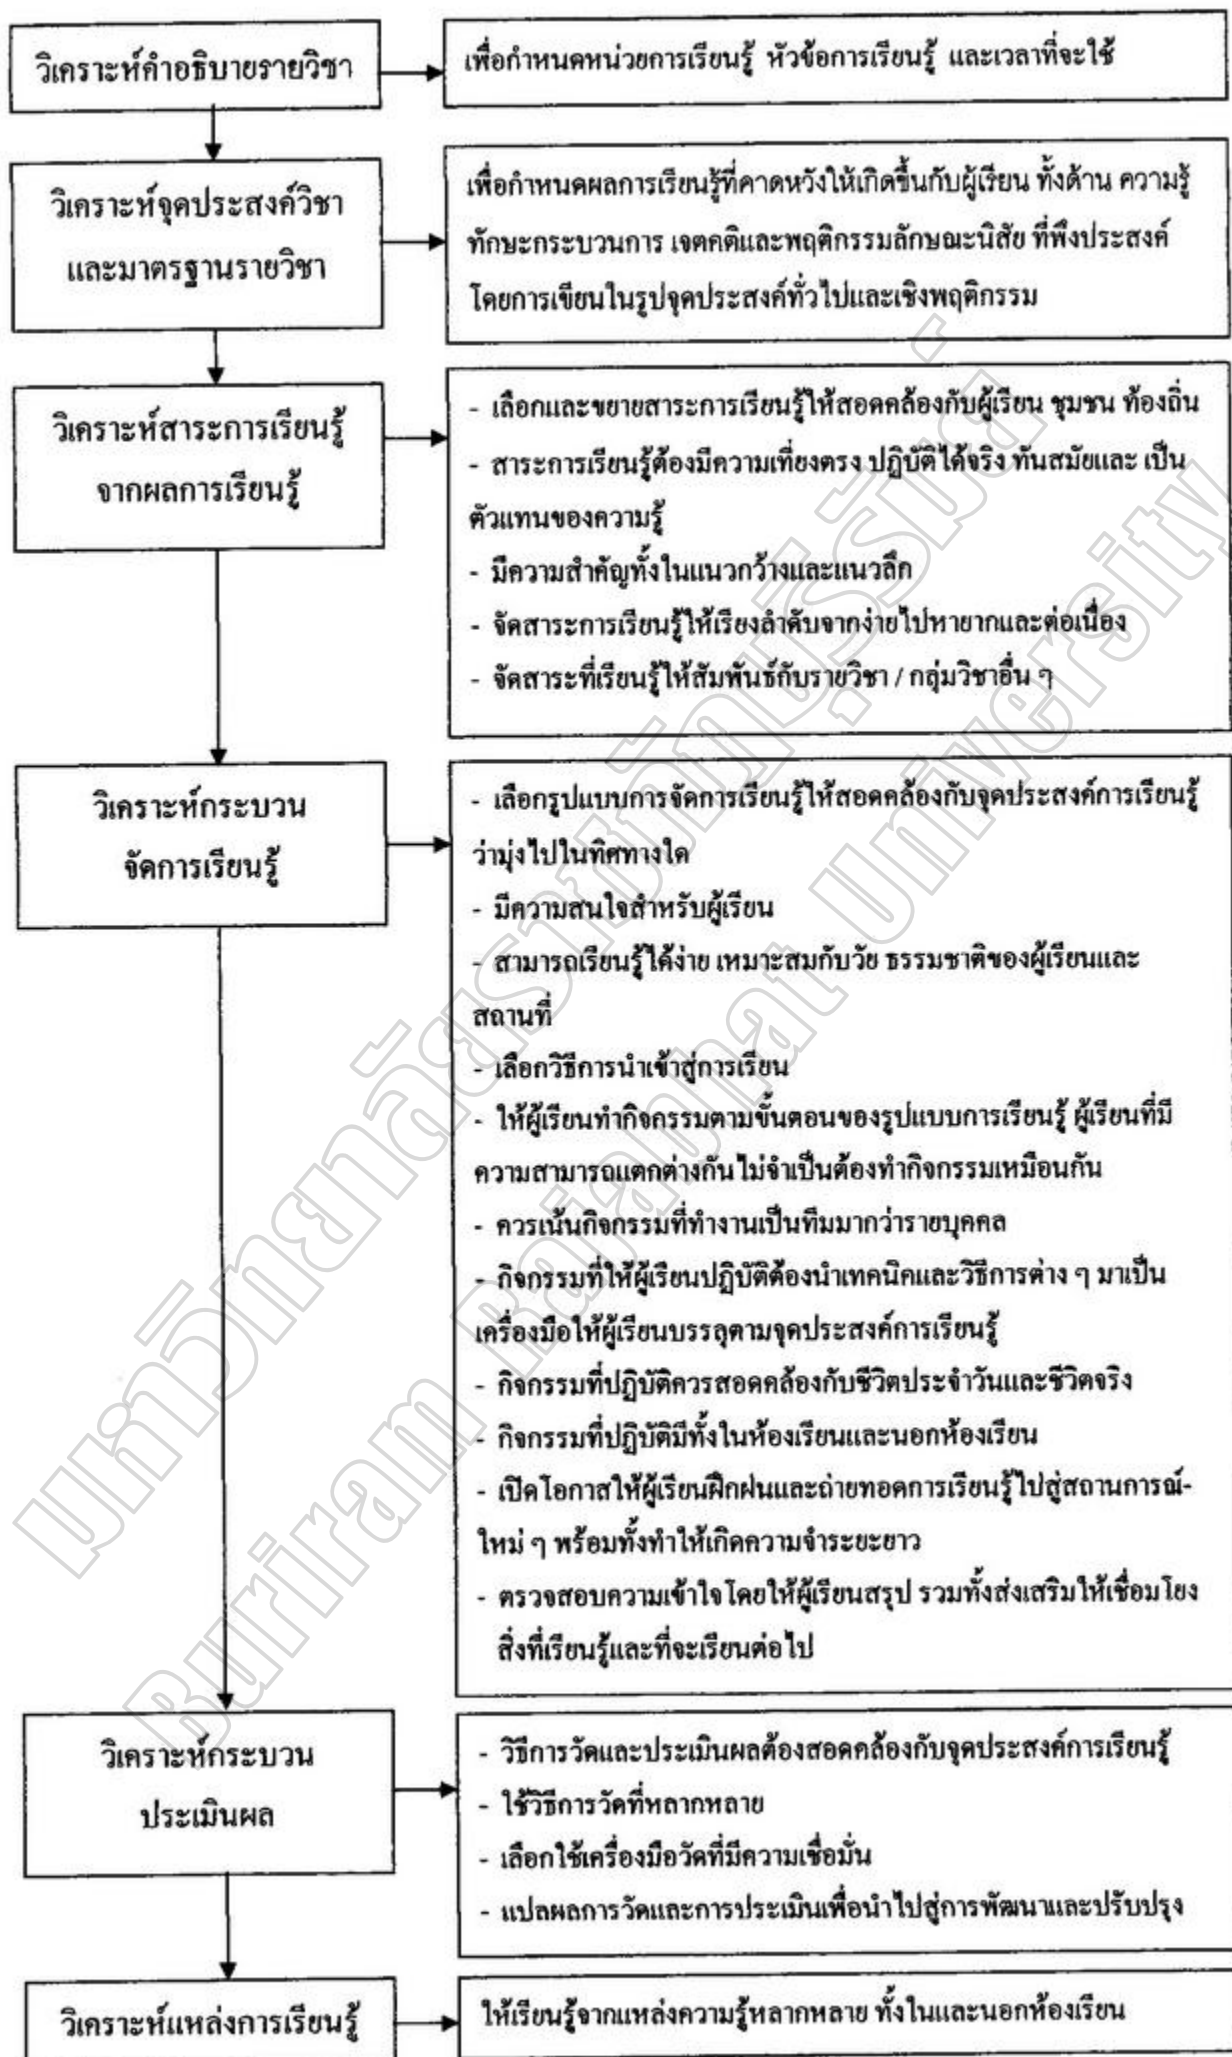 วิเคราะห์คำอธิบายรายวิชา
เพื่อกำหนดหน่วยการเรียนรู้ หัวข้อการเรียนรู้ และเวลาที่จะใช้
วิเคราะห์จุดประสงค์วิชา
และมาตรฐานรายวิชา
เพื่อกำหนดผลการเรียนรู้ที่คาดหวังให้เกิดขึ้นกับผู้เรียน ทั้งด้าน ความรู้
ทักษะกระบวนการ เจตคติและพฤติกรรมลักษณะนิสัย ที่พึงประสงค์
โดยการเขียนในรูปจุดประสงค์ทั่วไปและเชิงพฤติกรรม
วิเคราะห์สาระการเรียนรู้
จากผลการเรียนรู้
- เลือกและขยายสาระการเรียนรู้ให้สอดคล้องกับผู้เรียน ชุมชน ท้องถิ่น
- สาระการเรียนรู้ต้องมีความเที่ยงตรง ปฏิบัติได้จริง ทันสมัยและ เป็น
ตัวแทนของความรู้
- มีความสำคัญทั้งในแนวกว้างและแนวลึก
- จัดสาระการเรียนรู้ให้เรียงลำดับจากง่ายไปหายากและต่อเนื่อง
- จัดสาระที่เรียนรู้ให้สัมพันธ์กับรายวิชา / กลุ่มวิชาอื่น ๆ
วิเคราะห์กระบวน
จัดการเรียนรู้
- เลือกรูปแบบการจัดการเรียนรู้ให้สอดคล้องกับจุดประสงค์การเรียนรู้
ว่ามุ่งไปในทิศทางใด
- มีความสนใจสำหรับผู้เรียน
- สามารถเรียนรู้ได้ง่าย เหมาะสมกับวัย ธรรมชาติของผู้เรียนและ
สถานที่
- เลือกวิธีการนำเข้าสู่การเรียน
- ให้ผู้เรียนทำกิจกรรมตามขั้นตอนของรูปแบบการเรียนรู้ ผู้เรียนที่มี
ความสามารถแตกต่างกันไม่จำเป็นต้องทำกิจกรรมเหมือนกัน
- ควรเน้นกิจกรรมที่ทำงานเป็นทีมมากว่ารายบุคคล
- กิจกรรมที่ให้ผู้เรียนปฏิบัติต้องนำเทคนิคและวิธีการต่าง ๆ มาเป็น
เครื่องมือให้ผู้เรียนบรรลุตามจุดประสงค์การเรียนรู้
- กิจกรรมที่ปฏิบัติควรสอดคล้องกับชีวิตประจำวันและชีวิตจริง
- กิจกรรมที่ปฏิบัติมีทั้งในห้องเรียนและนอกห้องเรียน
- เปิดโอกาสให้ผู้เรียนฝึกฝนและถ่ายทอดการเรียนรู้ไปสู่สถานการณ์-
ใหม่ ๆ พร้อมทั้งทำให้เกิดความจำระยะยาว
- ตรวจสอบความเข้าใจโดยให้ผู้เรียนสรุป รวมทั้งส่งเสริมให้เชื่อมโยง
สิ่งที่เรียนรู้และที่จะเรียนต่อไป
วิเคราะห์กระบวน
ประเมินผล
- วิธีการวัดและประเมินผลต้องสอดคล้องกับจุดประสงค์การเรียนรู้
- ใช้วิธีการวัดที่หลากหลาย
- เลือกใช้เครื่องมือวัดที่มีความเชื่อมั่น
- แปลผลการวัดและการประเมินเพื่อนำไปสู่การพัฒนาและปรับปรุง
วิเคราะห์แหล่งการเรียนรู้
ให้เรียนรู้จากแหล่งความรู้หลากหลาย ทั้งในและนอกห้องเรียน
มหาวิทยาลัยราชภัฏบุรีรัมย์
Buriram Rajabhat University